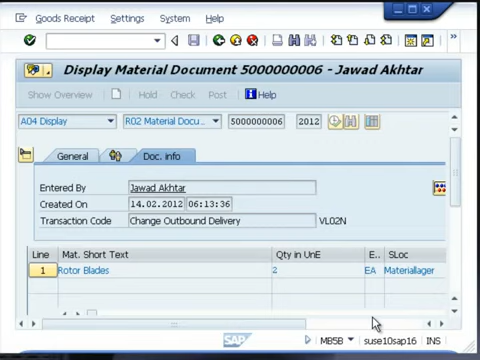 Goods Receipt Settings System Help
Display Material Document 5000000006 - Jawad Akhtar
Show Overview Hold Check Post Help
A04 Display R02 Material Docu... 5000000006 2012
General Doc. info
Entered By Jawad Akhtar
Created On 14.02.2012 06:13:36
Transaction Code Change Outbound Delivery VL02N
Line Mat. Short Text Qty in UnE E.. SLoc
1 Rotor Blades 2 EA Materiallager
SAP MB5B suse10sap16 INS